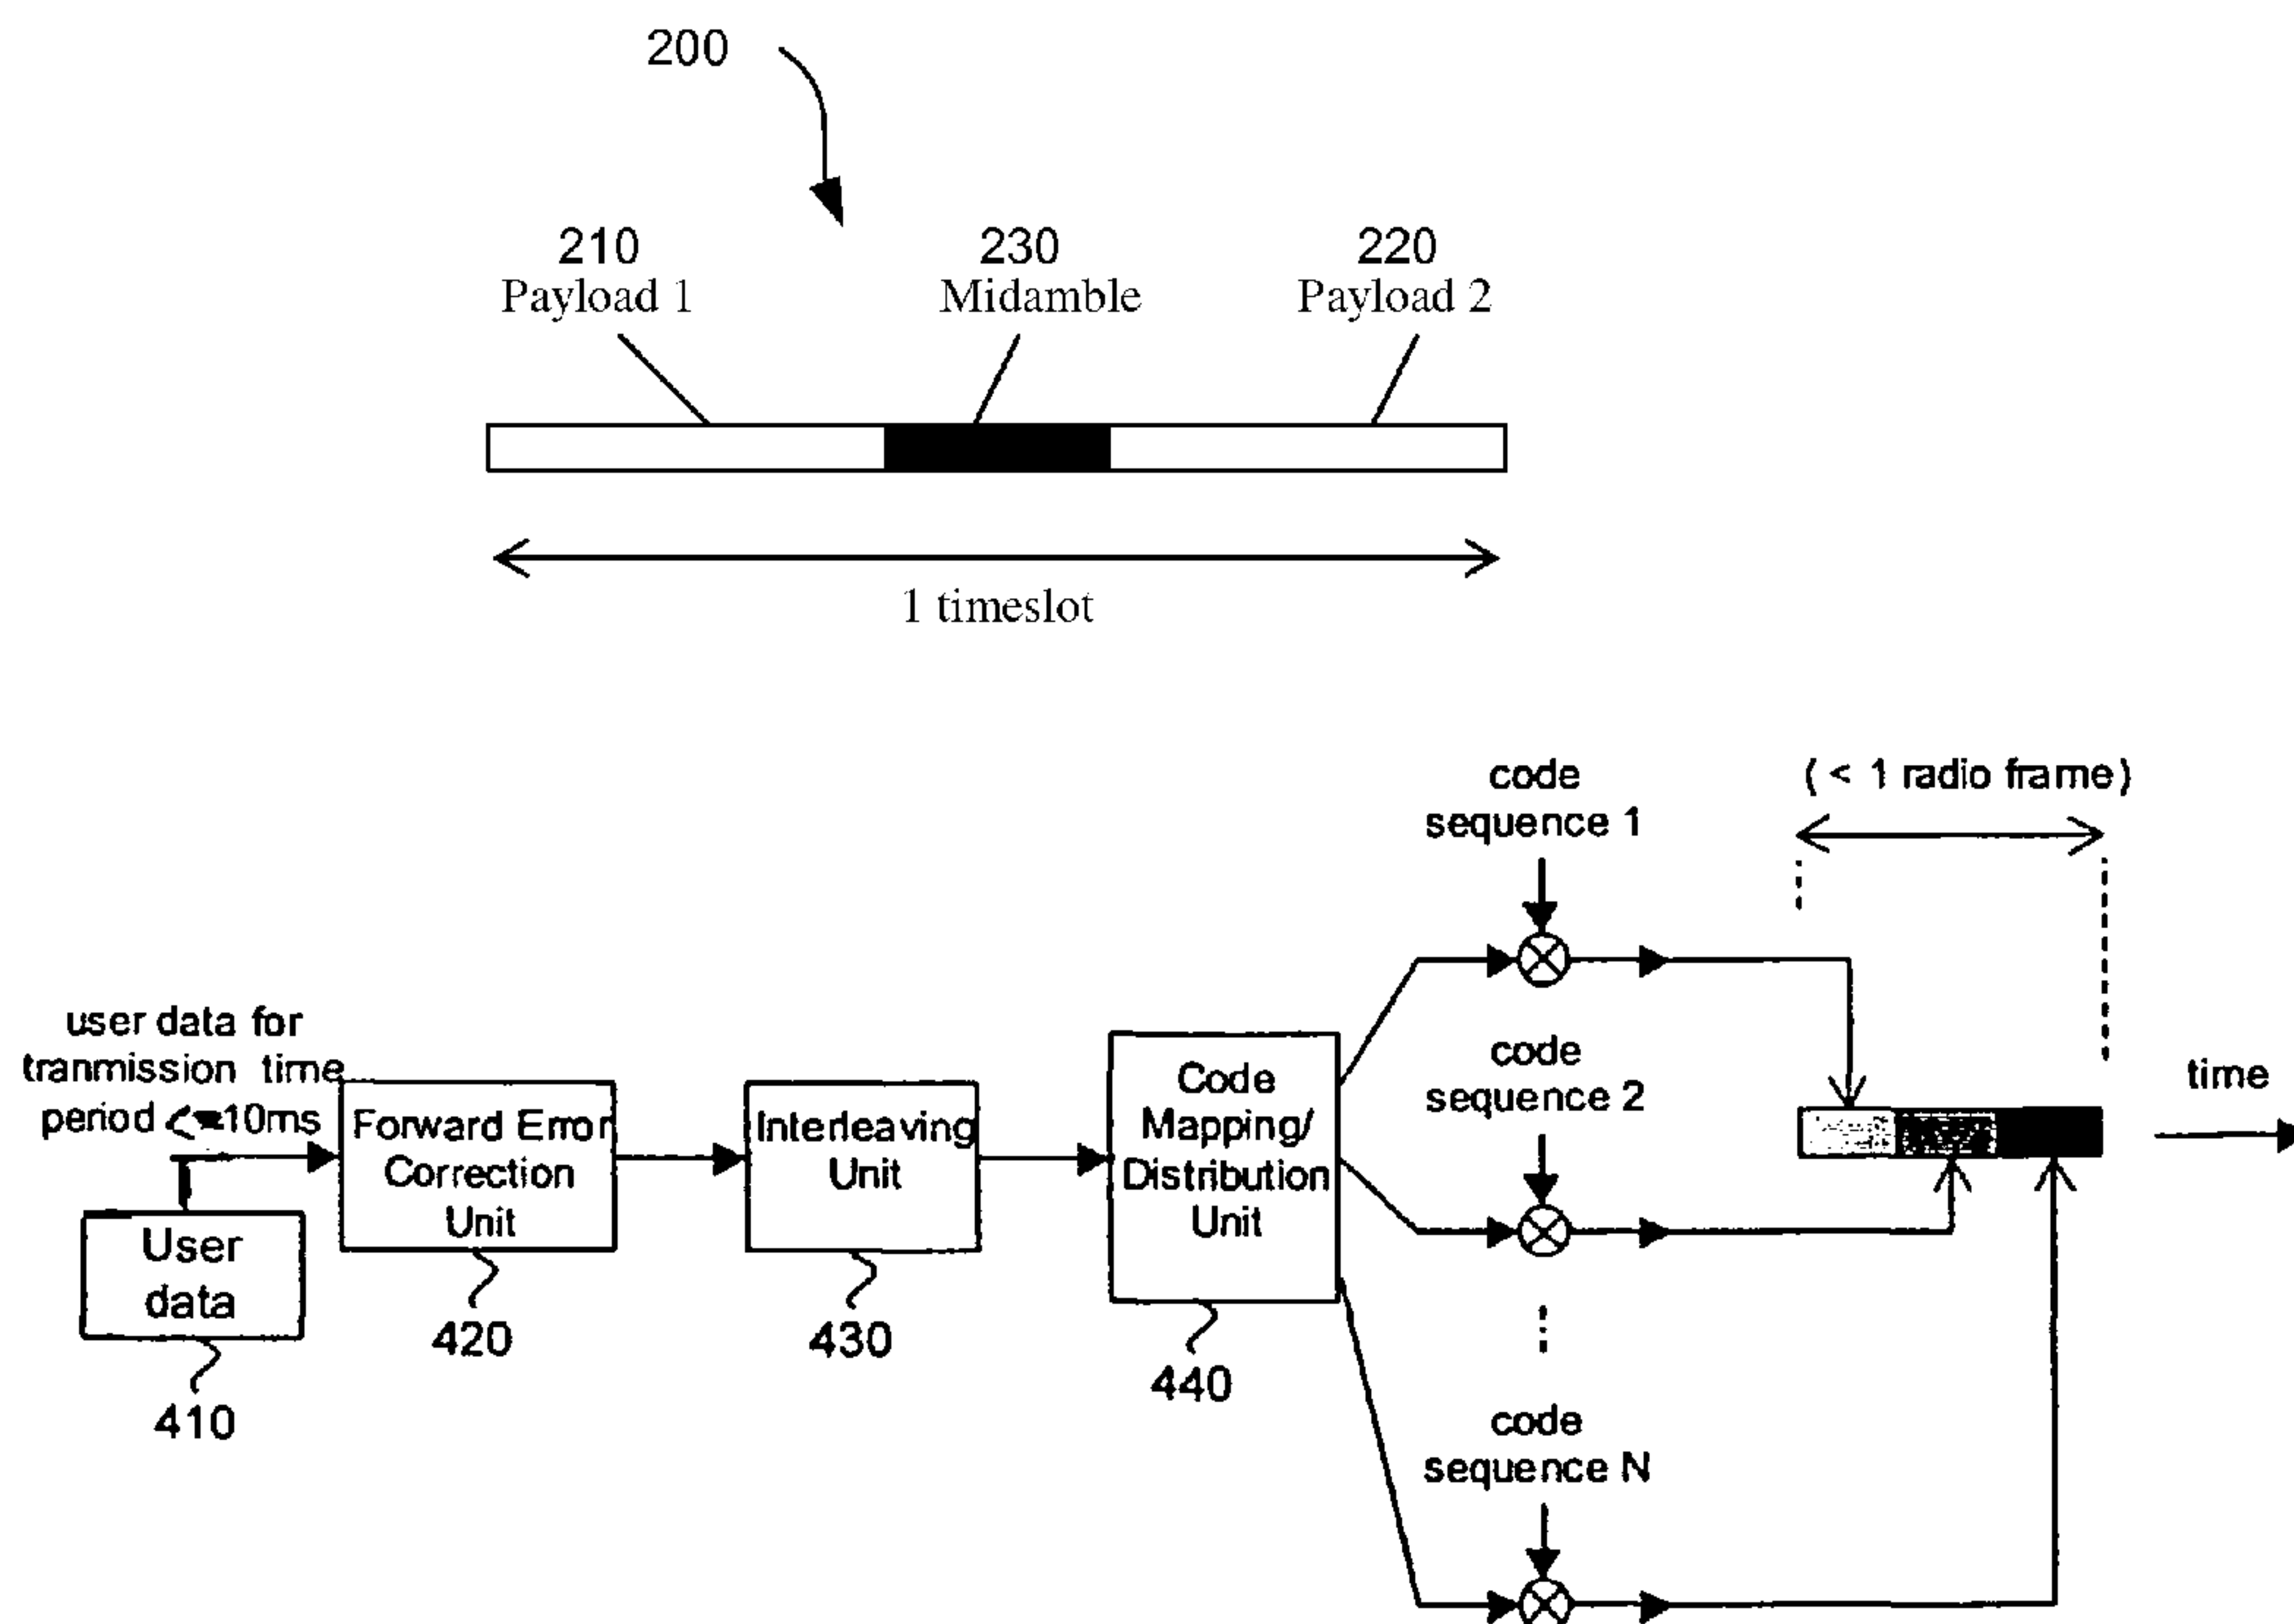 200
210
Payload 1
230
Midamble
220
Payload 2
1 timeslot
code
sequence 1
( < 1 radio frame)
user data for
tranmission time
period <=10ms
User
data
410
Forward Error
Correction
Unit
420
Interleaving
Unit
430
Code
Mapping/
Distribution
Unit
440
code
sequence 2
time
code
sequence N